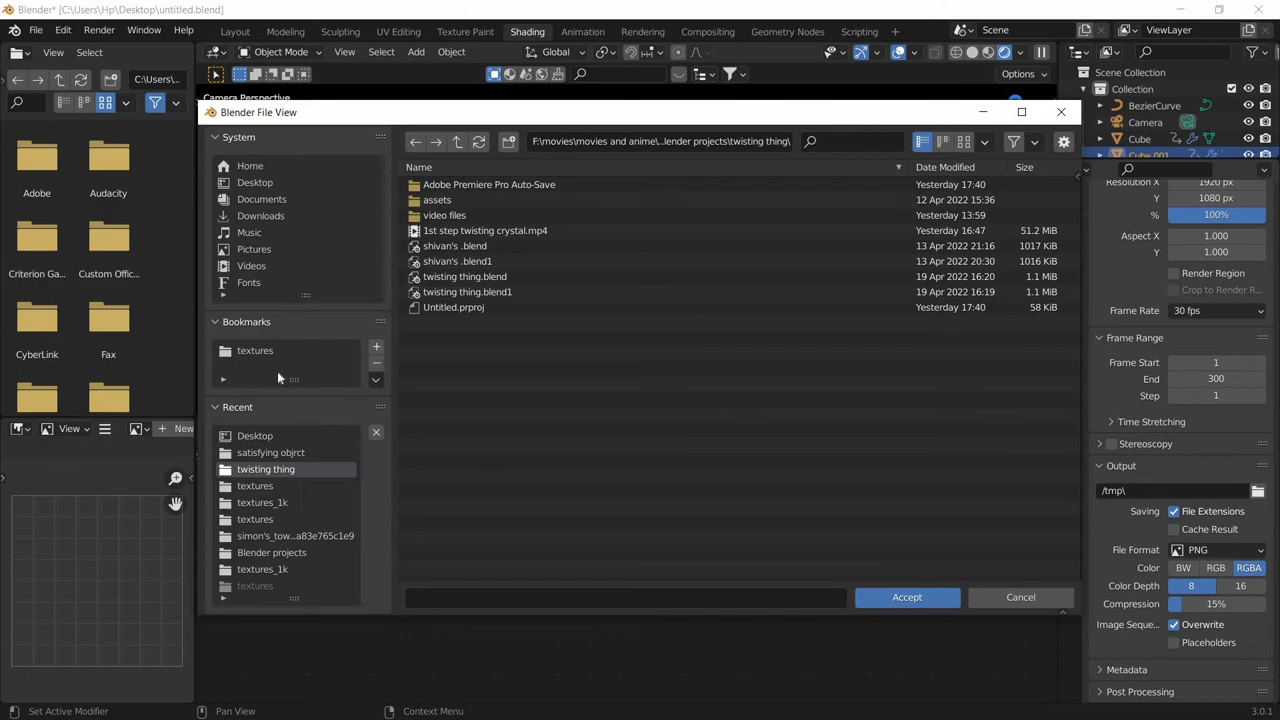 Blender* [C:\Users\Hp\Desktop\untitled.blend]
File Edit Render Window Help Layout Modeling Sculpting UV Editing Texture Paint Shading Animation Rendering Compositing Geometry Nodes Scripting Scene ViewLayer
View Select Object Mode View Select Add Object Global
C:\Users\... Options
Scene Collection
Collection
Camera Perspective
BezierCurve
Camera
Cube
Cube.001
Blender File View
System
F:\movies\movies and anime\...lender projects\twisting thing\
Home
Desktop
Documents
Downloads
Music
Pictures
Videos
Fonts
Name Date Modified Size
Adobe Premiere Pro Auto-Save Yesterday 17:40
assets 12 Apr 2022 15:36
video files Yesterday 13:59
1st step twisting crystal.mp4 Yesterday 16:47 51.2 MiB
shivan's .blend 13 Apr 2022 21:16 1017 KiB
shivan's .blend1 13 Apr 2022 20:30 1016 KiB
twisting thing.blend 19 Apr 2022 16:20 1.1 MiB
twisting thing.blend1 19 Apr 2022 16:19 1.1 MiB
Untitled.prproj Yesterday 17:40 58 KiB
Bookmarks
textures
Recent
Desktop
satisfying objrct
twisting thing
textures
textures_1k
textures
simon's_tow...a83e765c1e9
Blender projects
textures_1k
textures
Accept Cancel
Adobe Audacity
Criterion Ga... Custom Offic...
CyberLink Fax
View New
Resolution X 1920 px
Y 1080 px
% 100%
Aspect X 1.000
Y 1.000
Render Region
Crop to Render R...
Frame Rate 30 fps
Frame Range
Frame Start 1
End 300
Step 1
Time Stretching
Stereoscopy
Output
/tmp\
Saving File Extensions
Cache Result
File Format PNG
Color BW RGB RGBA
Color Depth 8 16
Compression 15%
Image Seque... Overwrite
Placeholders
Metadata
Post Processing
Set Active Modifier Pan View Context Menu 3.0.1